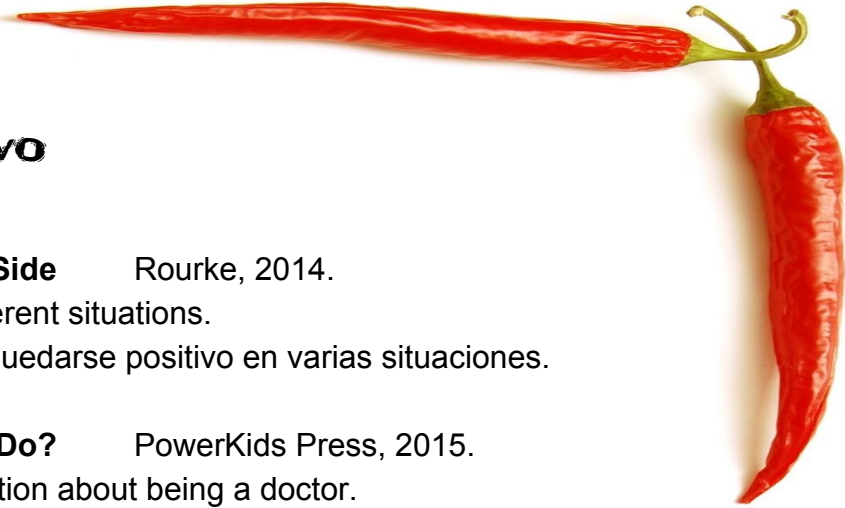 vo
Side Rourke, 2014.
erent situations.
uedarse positivo en varias situaciones.
Do? PowerKids Press, 2015.
tion about being a doctor.